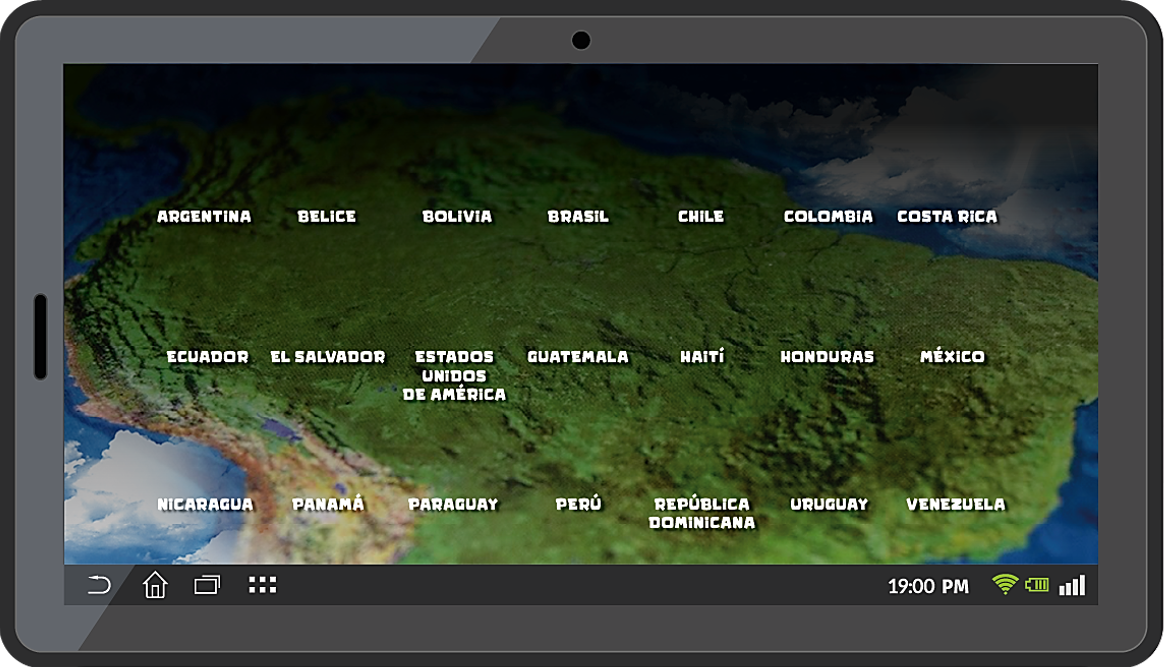 ARGENTINA BELICE BOLIVIA BRASIL CHILE COLOMBIA COSTA RICA
ECUADOR EL SALVADOR ESTADOS GUATEMALA HAITÍ HONDURAS MÉXICO
UNIDOS
DE AMÉRICA
NICARAGUA PANAMÁ PARAGUAY PERÚ REPÚBLICA URUGUAY VENEZUELA
DOMINICANA
19:00 PM